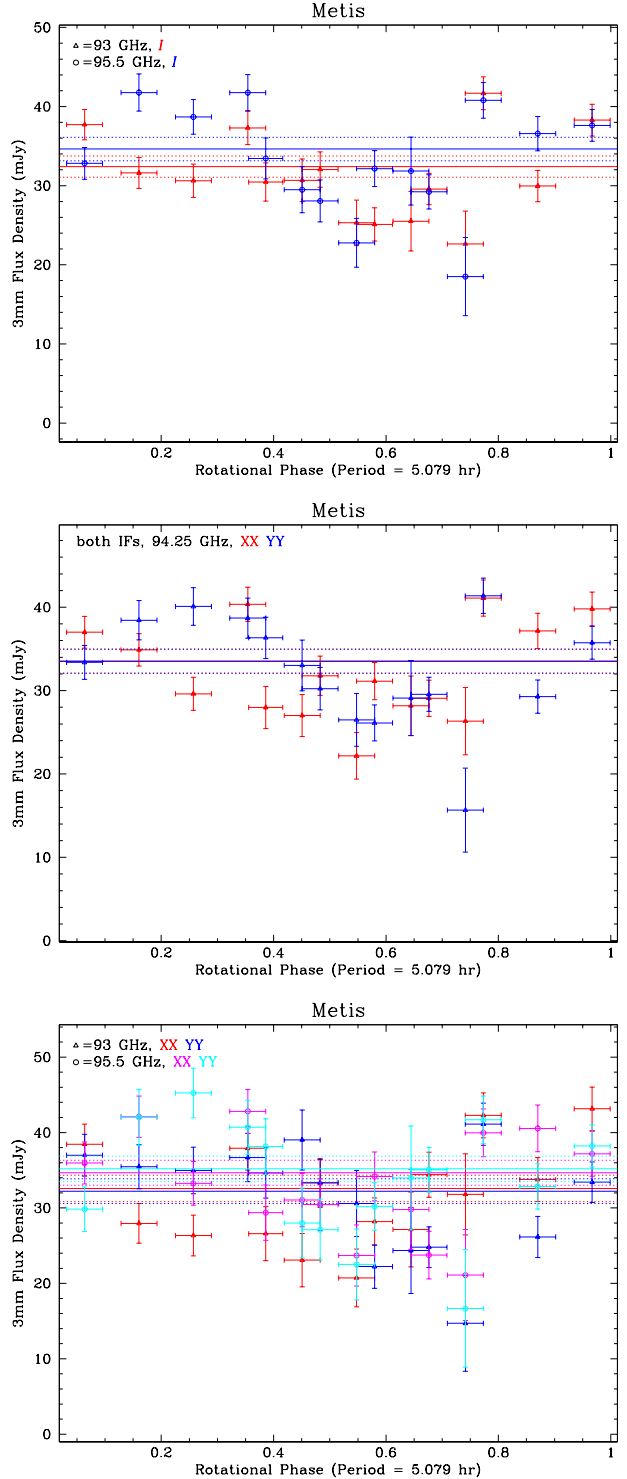 Metis
△=93 GHz, I
○=95.5 GHz, I
50
40
30
20
10
0
3mm Flux Density (mJy)
0.2 0.4 0.6 0.8 1
Rotational Phase (Period = 5.079 hr)
Metis
both IFs, 94.25 GHz, XX YY
40
30
20
10
0
3mm Flux Density (mJy)
0.2 0.4 0.6 0.8 1
Rotational Phase (Period = 5.079 hr)
Metis
△=93 GHz, XX YY
○=95.5 GHz, XX YY
50
40
30
20
10
0
3mm Flux Density (mJy)
0.2 0.4 0.6 0.8 1
Rotational Phase (Period = 5.079 hr)